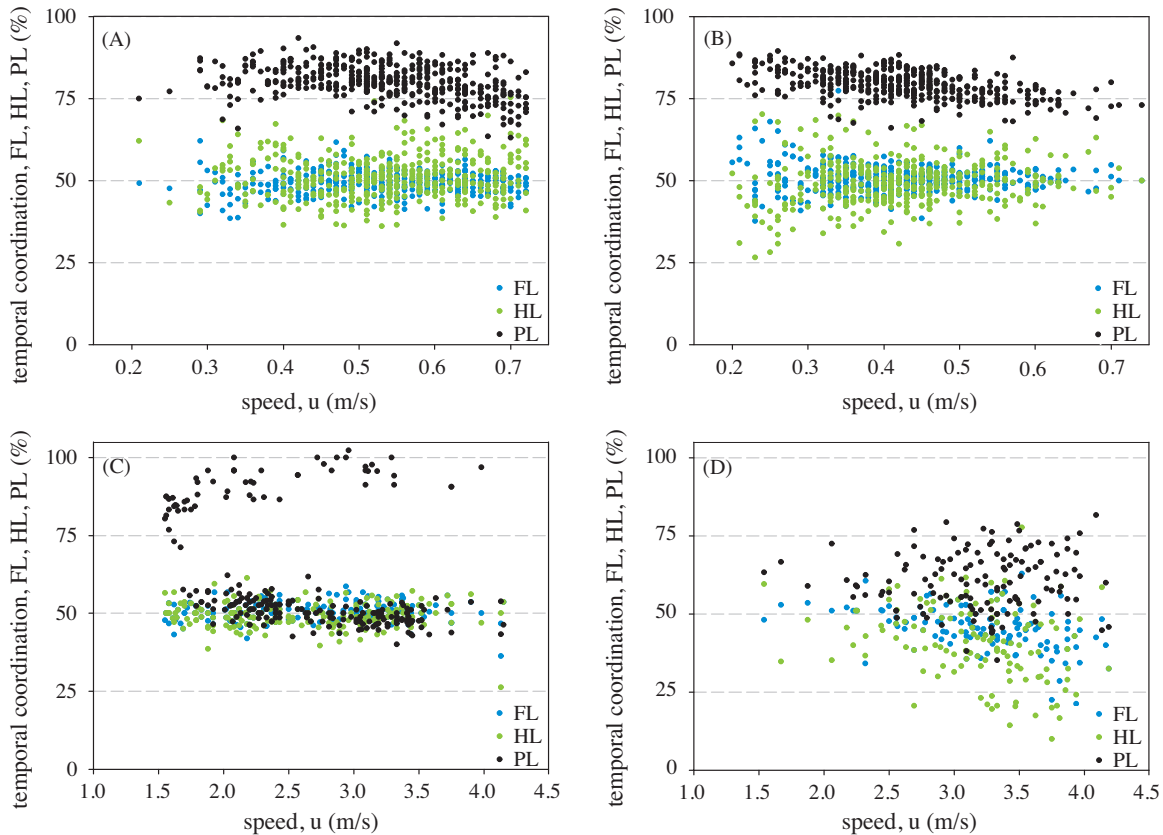 temporal coordination, FL, HL, PL (%)
100
75
50
25
0
(A)
FL
HL
PL
0.2 0.3 0.4 0.5 0.6 0.7
speed, u (m/s)
temporal coordination, FL, HL, PL (%)
100
75
50
25
0
(B)
FL
HL
PL
0.2 0.3 0.4 0.5 0.6 0.7
speed, u (m/s)
temporal coordination, FL, HL, PL (%)
100
75
50
25
0
(C)
FL
HL
PL
1.0 1.5 2.0 2.5 3.0 3.5 4.0 4.5
speed, u (m/s)
temporal coordination, FL, HL, PL (%)
100
75
50
25
0
(D)
FL
HL
PL
1.0 1.5 2.0 2.5 3.0 3.5 4.0 4.5
speed, u (m/s)